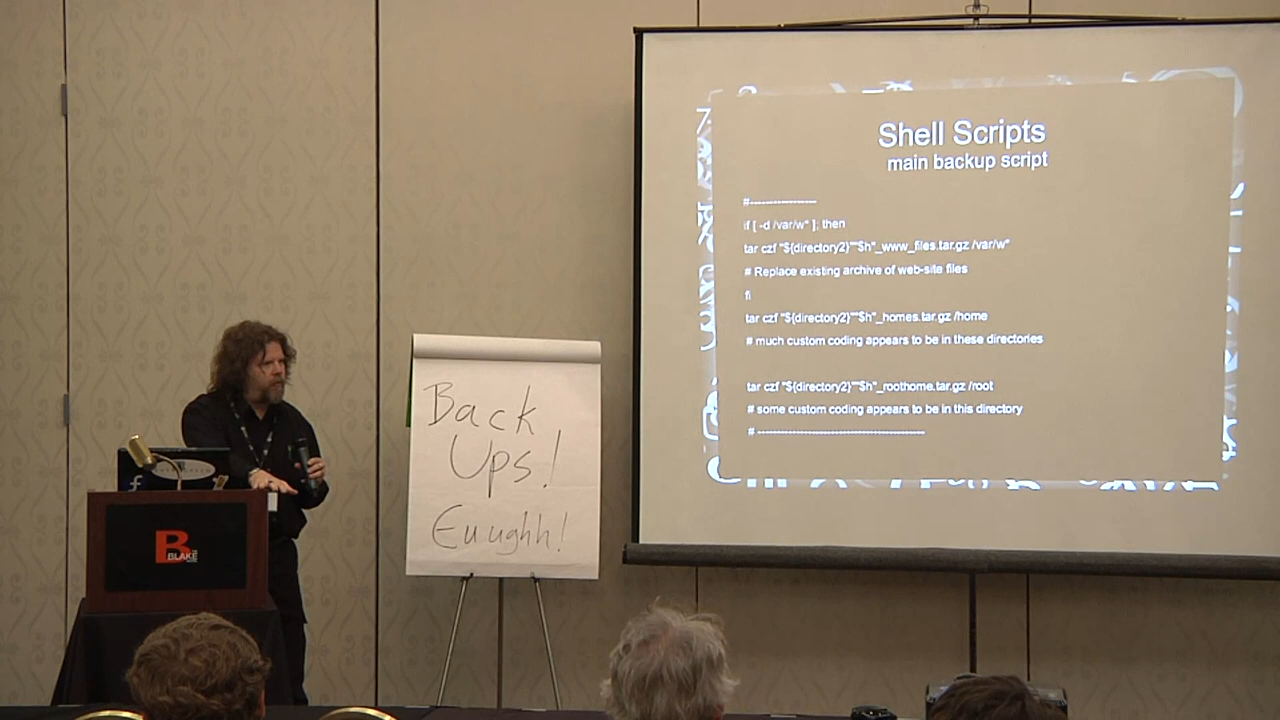 Shell Scripts
main backup script
#-----------------
if [ -d /var/w* ]; then
tar czf "${directory2}""$h"_www_files.tar.gz /var/w*
# Replace existing archive of web-site files
fi
tar czf "${directory2}""$h"_homes.tar.gz /home
# much custom coding appears to be in these directories
tar czf "${directory2}""$h"_roothome.tar.gz /root
# some custom coding appears to be in this directory
# ----------------------------------------
Back
Ups!
Euughh!
f
B
BLAKE